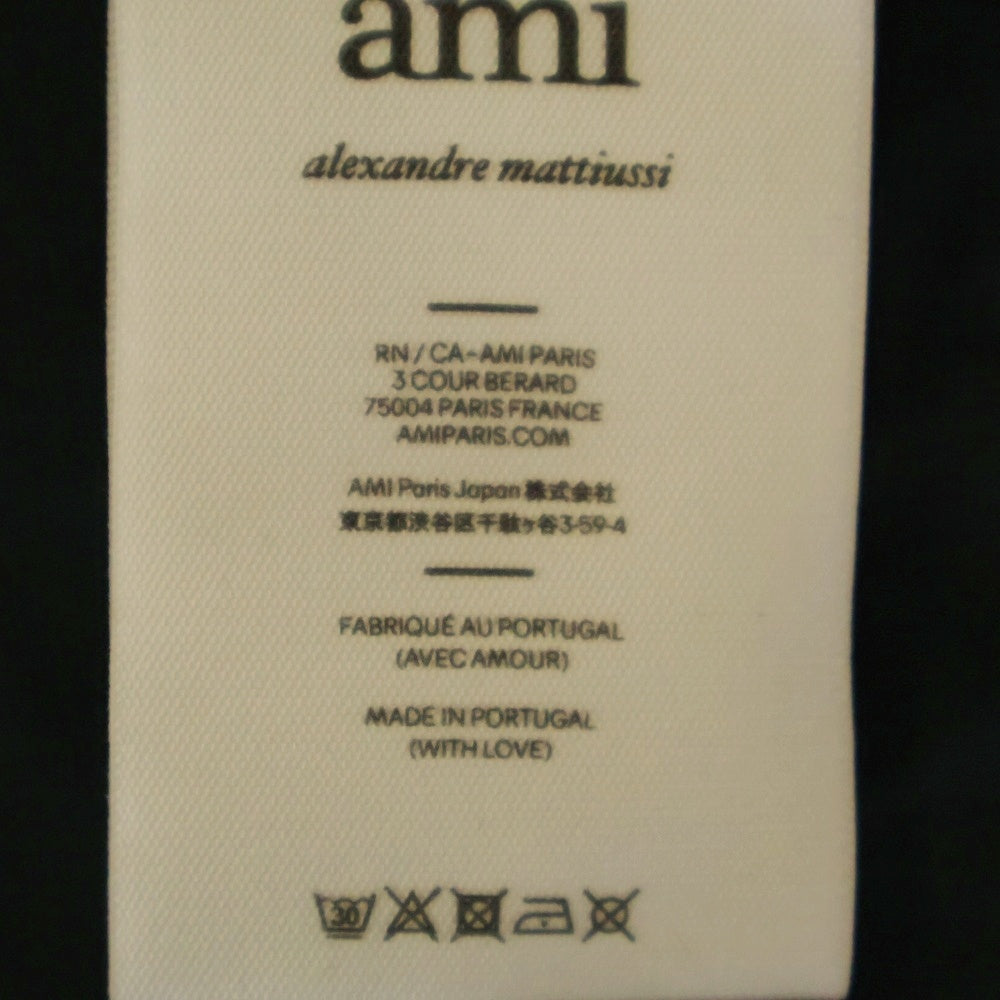 ami
alexandre mattiussi
RN / CA-AMI PARIS
3 COUR BERARD
75004 PARIS FRANCE
AMIPARIS.COM
AMI Paris Japan 株式会社
東京都渋谷区千駄ヶ谷3-59-4
FABRIQUÉ AU PORTUGAL
(AVEC AMOUR)
MADE IN PORTUGAL
(WITH LOVE)
30